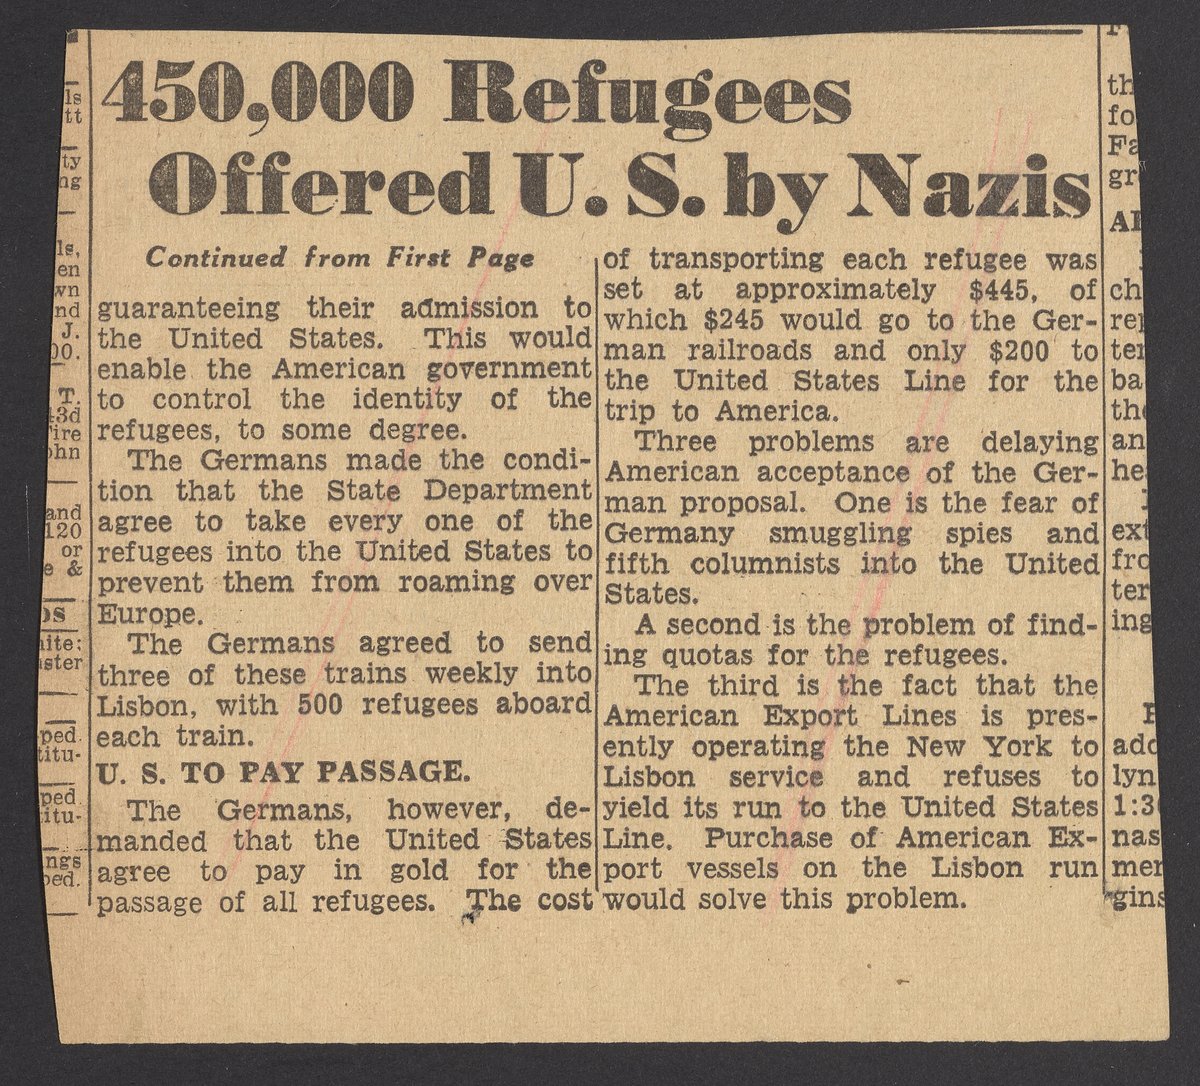 450,000 Refugees
Offered U. S. by Nazis
Continued from First Page
guaranteeing their admission to
the United States. This would
enable the American government
to control the identity of the
refugees, to some degree.
The Germans made the condi-
tion that the State Department
agree to take every one of the
refugees into the United States to
prevent them from roaming over
Europe.
The Germans agreed to send
three of these trains weekly into
Lisbon, with 500 refugees aboard
each train.
U. S. TO PAY PASSAGE.
The Germans, however, de-
manded that the United States
agree to pay in gold for the
passage of all refugees. The cost
of transporting each refugee was
set at approximately $445, of
which $245 would go to the Ger-
man railroads and only $200 to
the United States Line for the
trip to America.
Three problems are delaying
American acceptance of the Ger-
man proposal. One is the fear of
Germany smuggling spies and
fifth columnists into the United
States.
A second is the problem of find-
ing quotas for the refugees.
The third is the fact that the
American Export Lines is pres-
ently operating the New York to
Lisbon service and refuses to
yield its run to the United States
Line. Purchase of American Ex-
port vessels on the Lisbon run
would solve this problem.